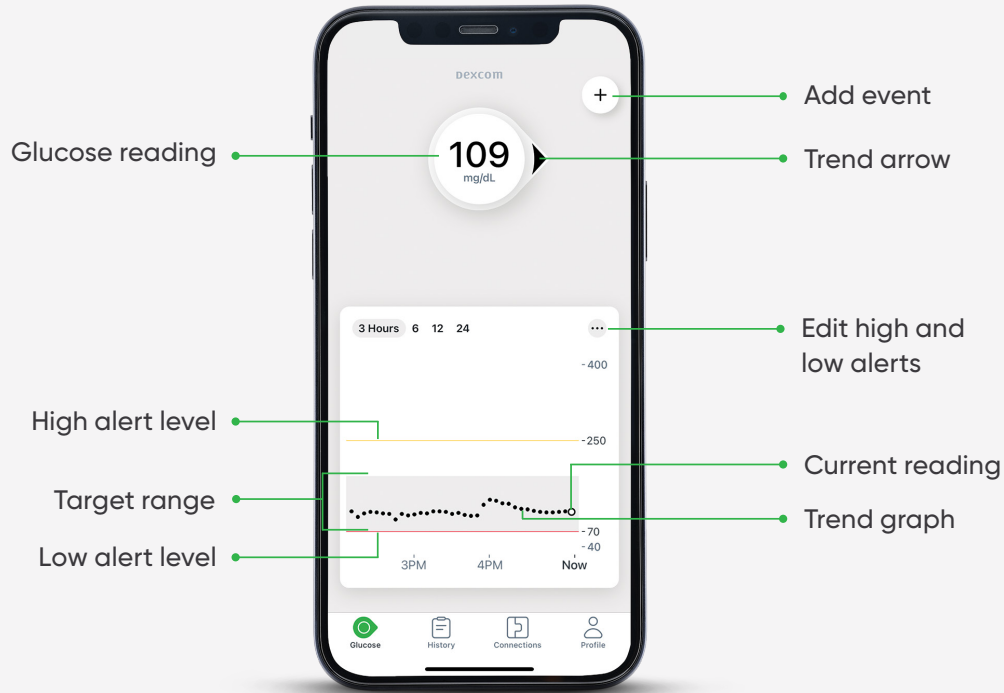 Dexcom
+
Add event
Glucose reading
109
mg/dL
Trend arrow
3 Hours 6 12 24
...
Edit high and
low alerts
-400
High alert level
-250
Current reading
Target range
Trend graph
-70
Low alert level
-40
3PM 4PM Now
Glucose History Connections Profile